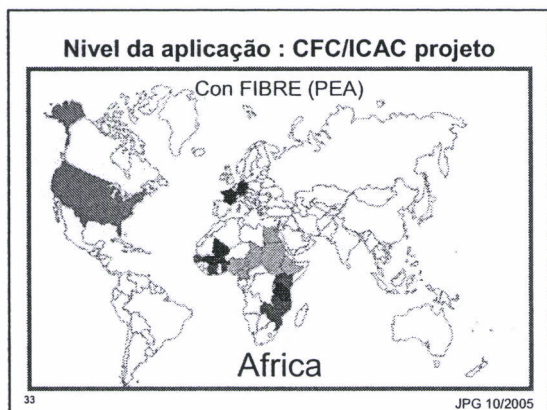 Nivel da aplicação : CFC/ICAC projeto
Con FIBRE (PEA)
Africa
33
JPG 10/2005